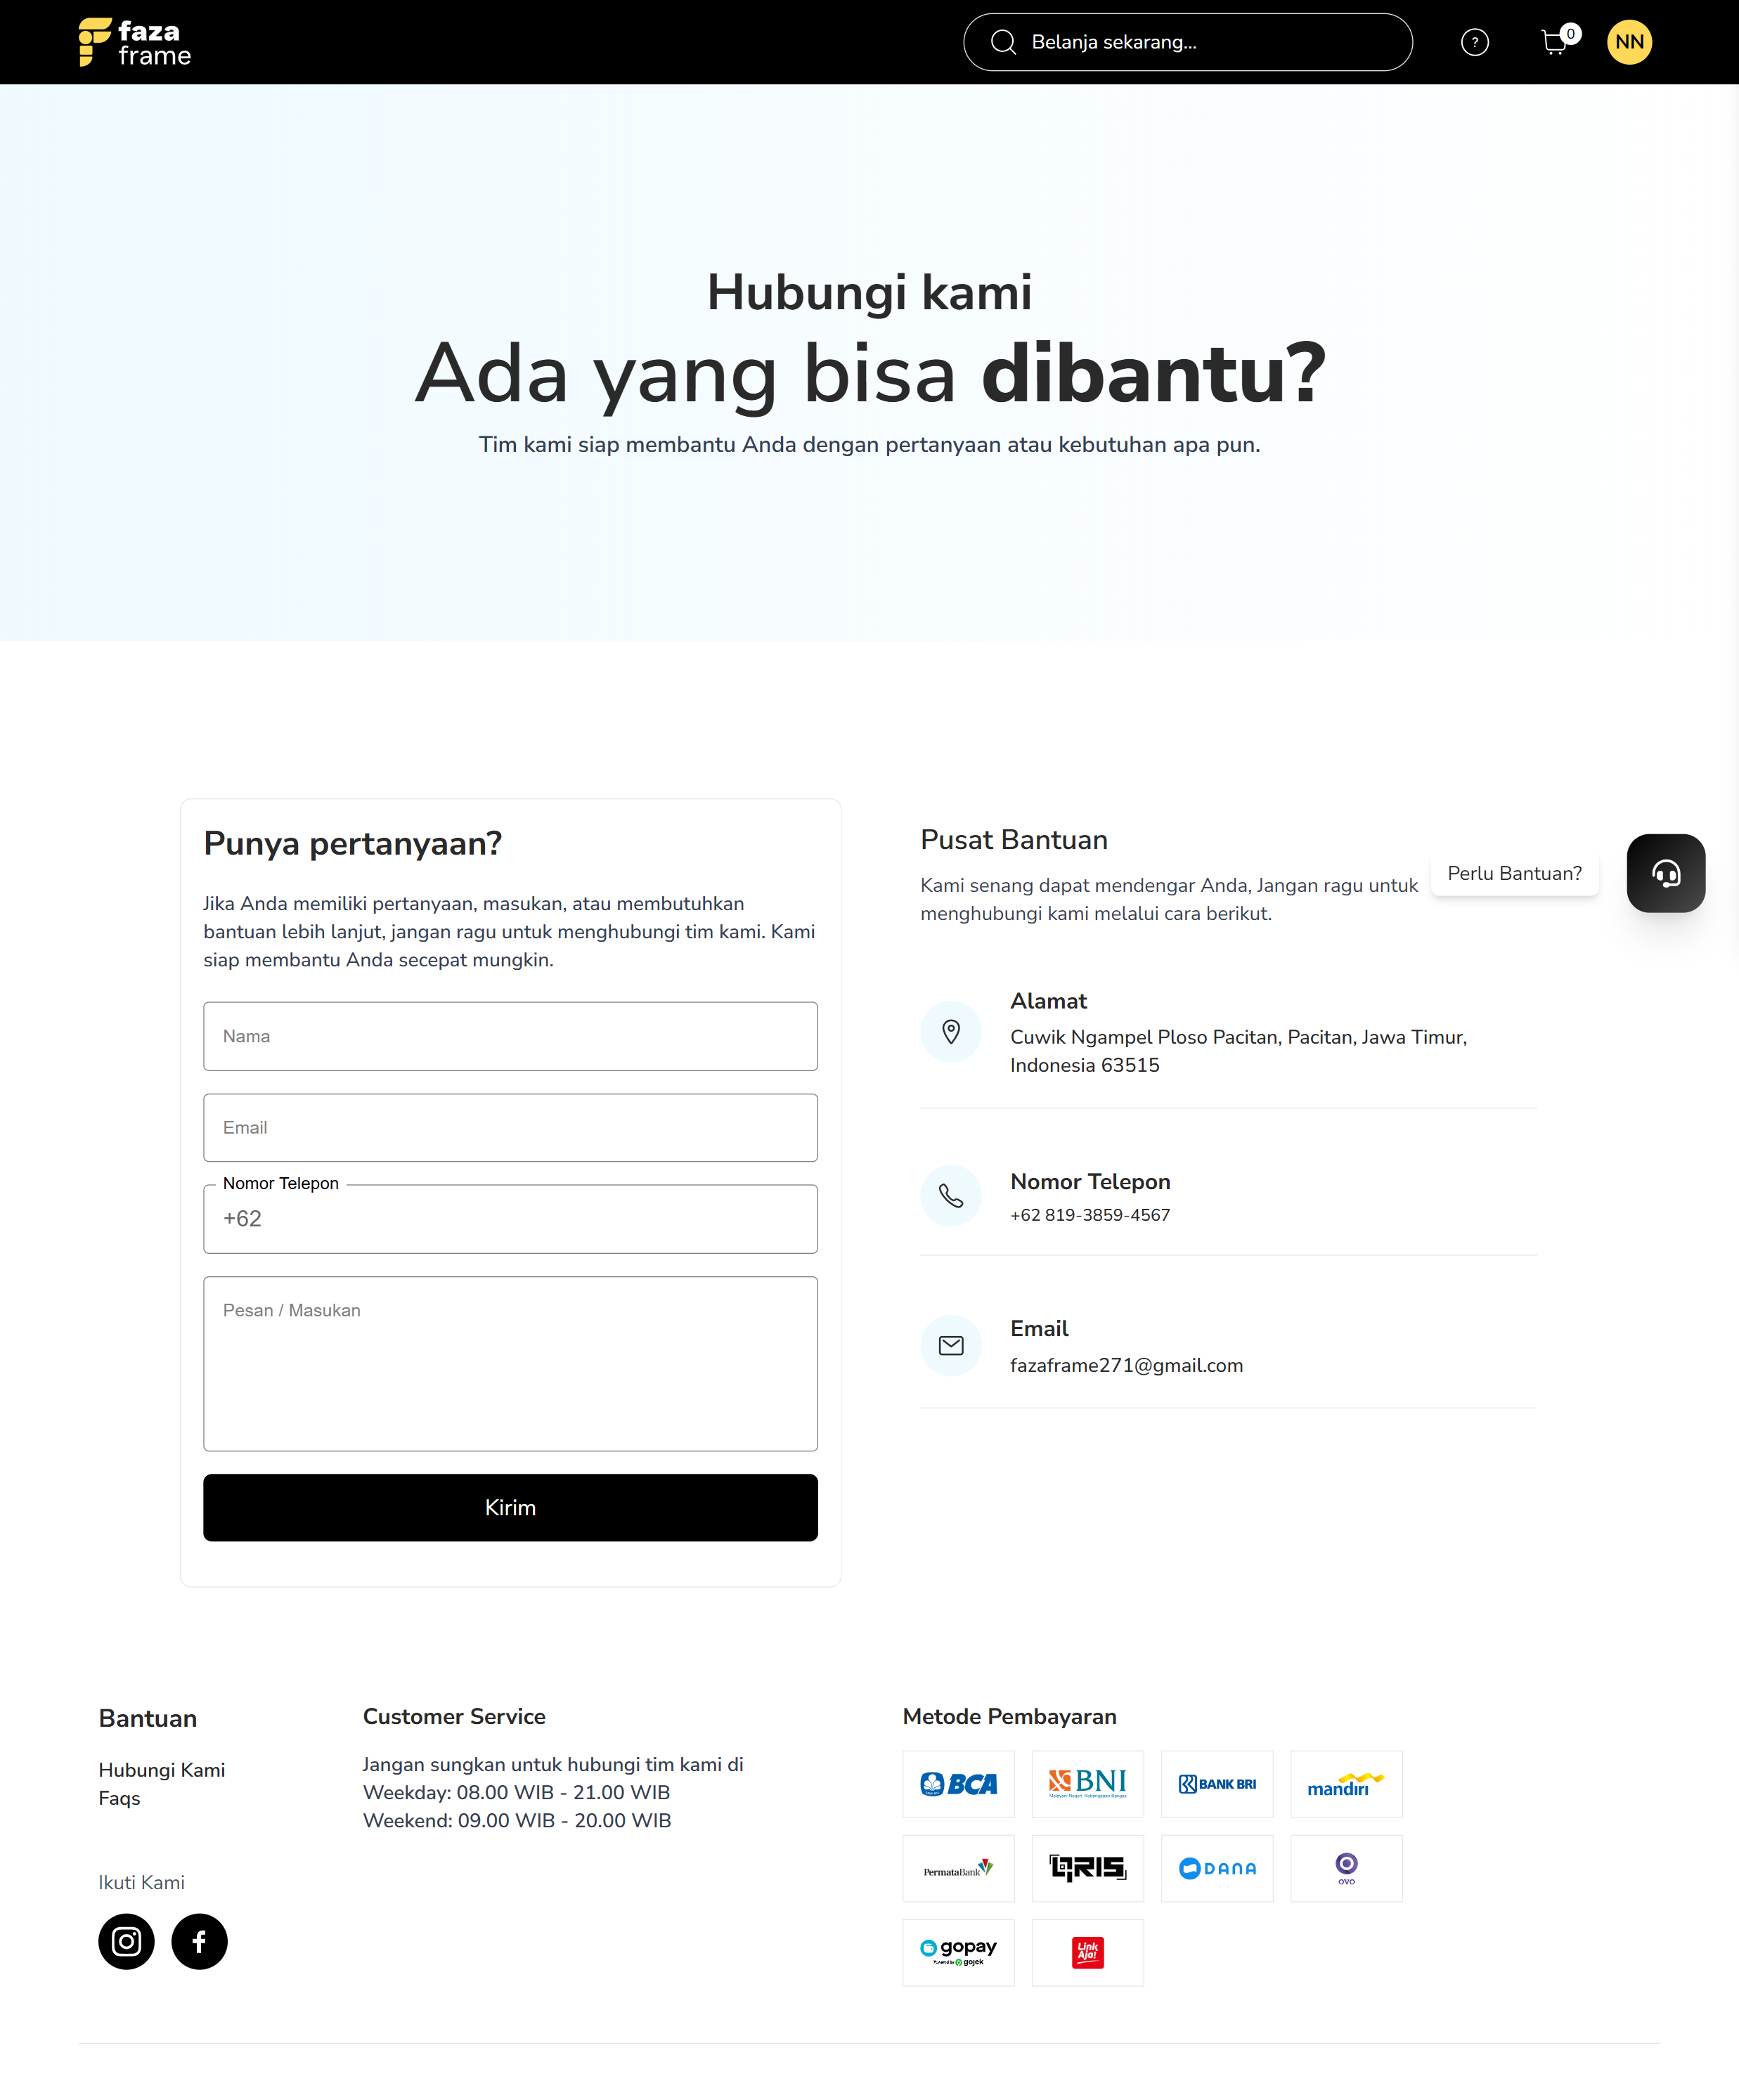 faza
frame
Belanja sekarang...
?
0
NN
Hubungi kami
Ada yang bisa dibantu?
Tim kami siap membantu Anda dengan pertanyaan atau kebutuhan apa pun.
Punya pertanyaan?
Jika Anda memiliki pertanyaan, masukan, atau membutuhkan
bantuan lebih lanjut, jangan ragu untuk menghubungi tim kami. Kami
siap membantu Anda secepat mungkin.
Nama
Email
Nomor Telepon
+62
Pesan / Masukan
Kirim
Pusat Bantuan
Kami senang dapat mendengar Anda, Jangan ragu untuk
menghubungi kami melalui cara berikut.
Perlu Bantuan?
Alamat
Cuwik Ngampel Ploso Pacitan, Pacitan, Jawa Timur,
Indonesia 63515
Nomor Telepon
+62 819-3859-4567
Email
fazaframe271@gmail.com
Bantuan
Hubungi Kami
Faqs
Ikuti Kami
Customer Service
Jangan sungkan untuk hubungi tim kami di
Weekday: 08.00 WIB - 21.00 WIB
Weekend: 09.00 WIB - 20.00 WIB
Metode Pembayaran
BCA
BNI
BANK BRI
mandiri
PermataBank
QRIS
DANA
OVO
gopay
gojek
Link
Aja!